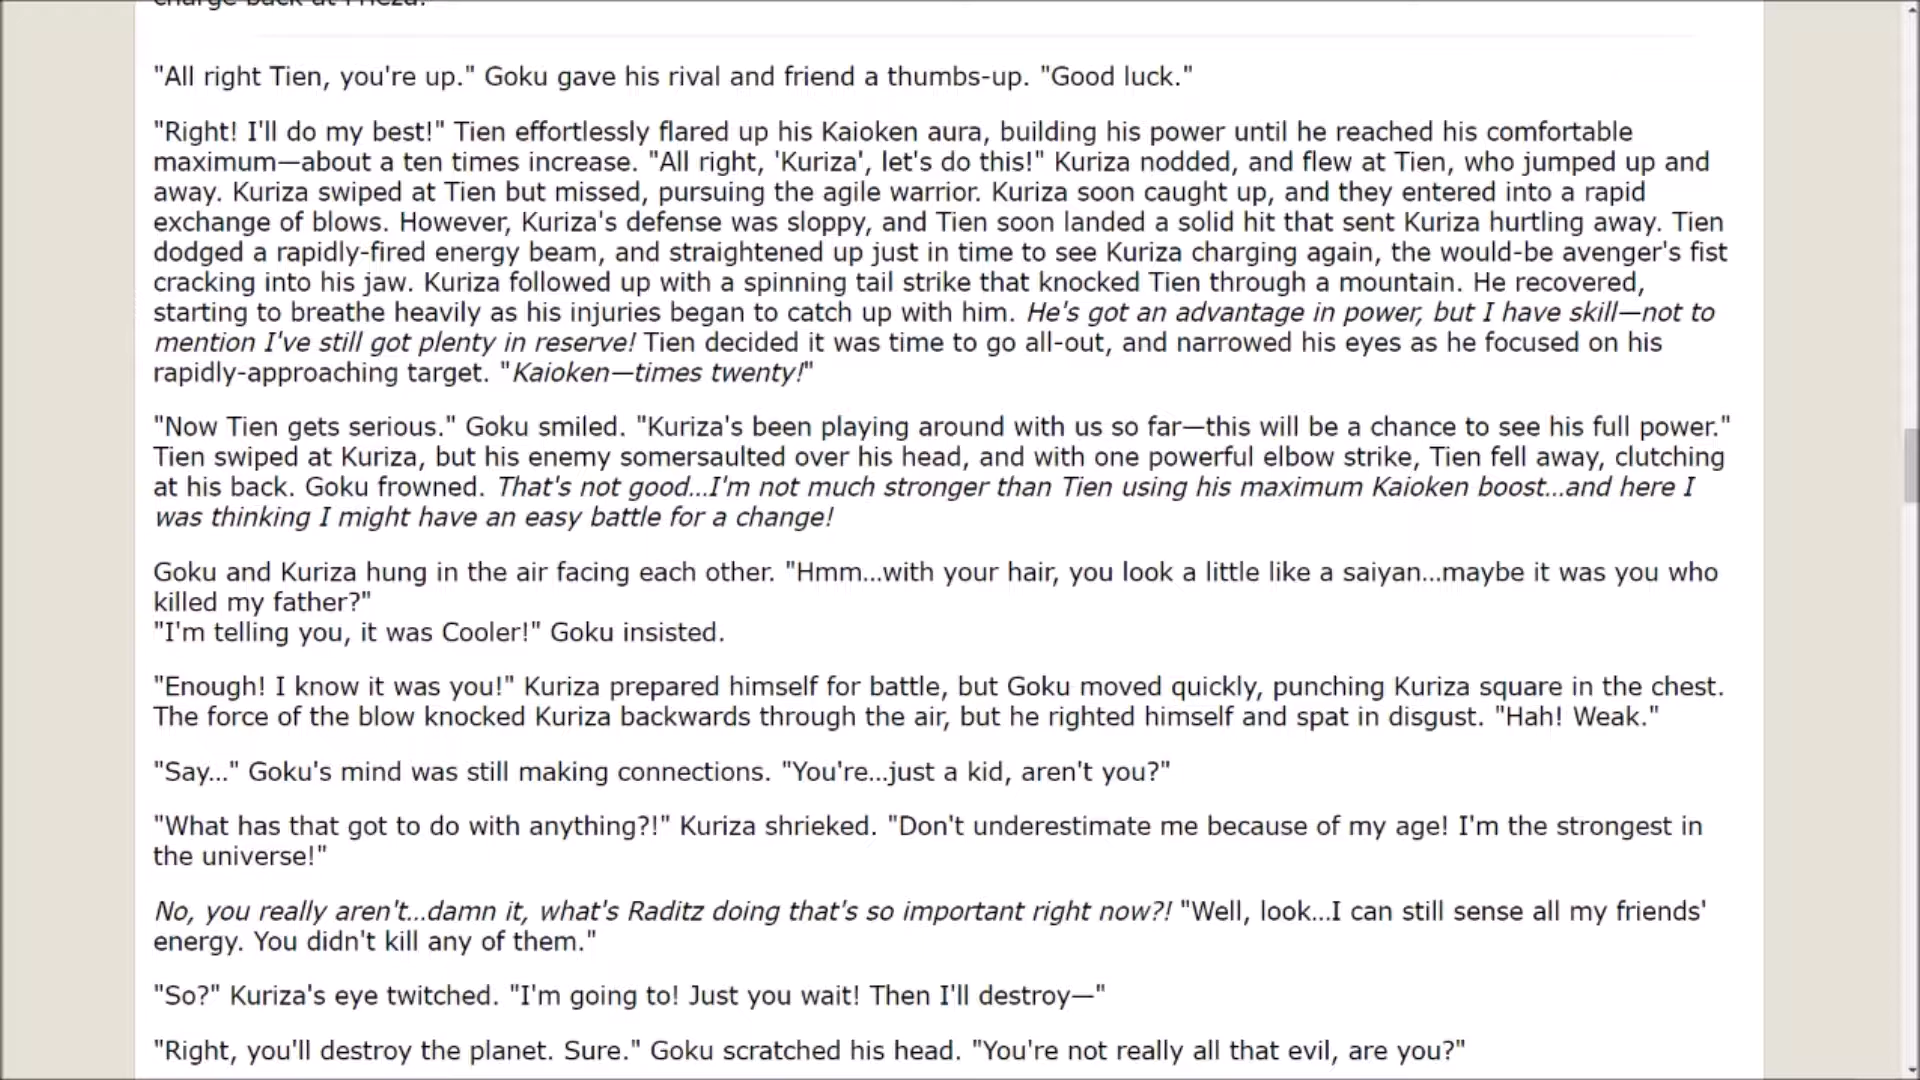 charge back at Frieza.
"All right Tien, you're up." Goku gave his rival and friend a thumbs-up. "Good luck."
"Right! I'll do my best!" Tien effortlessly flared up his Kaioken aura, building his power until he reached his comfortable
maximum—about a ten times increase. "All right, 'Kuriza', let's do this!" Kuriza nodded, and flew at Tien, who jumped up and
away. Kuriza swiped at Tien but missed, pursuing the agile warrior. Kuriza soon caught up, and they entered into a rapid
exchange of blows. However, Kuriza's defense was sloppy, and Tien soon landed a solid hit that sent Kuriza hurtling away. Tien
dodged a rapidly-fired energy beam, and straightened up just in time to see Kuriza charging again, the would-be avenger's fist
cracking into his jaw. Kuriza followed up with a spinning tail strike that knocked Tien through a mountain. He recovered,
starting to breathe heavily as his injuries began to catch up with him. He's got an advantage in power, but I have skill—not to
mention I've still got plenty in reserve! Tien decided it was time to go all-out, and narrowed his eyes as he focused on his
rapidly-approaching target. "Kaioken—times twenty!"
"Now Tien gets serious." Goku smiled. "Kuriza's been playing around with us so far—this will be a chance to see his full power."
Tien swiped at Kuriza, but his enemy somersaulted over his head, and with one powerful elbow strike, Tien fell away, clutching
at his back. Goku frowned. That's not good...I'm not much stronger than Tien using his maximum Kaioken boost...and here I
was thinking I might have an easy battle for a change!
Goku and Kuriza hung in the air facing each other. "Hmm...with your hair, you look a little like a saiyan...maybe it was you who
killed my father?"
"I'm telling you, it was Cooler!" Goku insisted.
"Enough! I know it was you!" Kuriza prepared himself for battle, but Goku moved quickly, punching Kuriza square in the chest.
The force of the blow knocked Kuriza backwards through the air, but he righted himself and spat in disgust. "Hah! Weak."
"Say..." Goku's mind was still making connections. "You're...just a kid, aren't you?"
"What has that got to do with anything?!" Kuriza shrieked. "Don't underestimate me because of my age! I'm the strongest in
the universe!"
No, you really aren't...damn it, what's Raditz doing that's so important right now?! "Well, look...I can still sense all my friends'
energy. You didn't kill any of them."
"So?" Kuriza's eye twitched. "I'm going to! Just you wait! Then I'll destroy—"
"Right, you'll destroy the planet. Sure." Goku scratched his head. "You're not really all that evil, are you?"